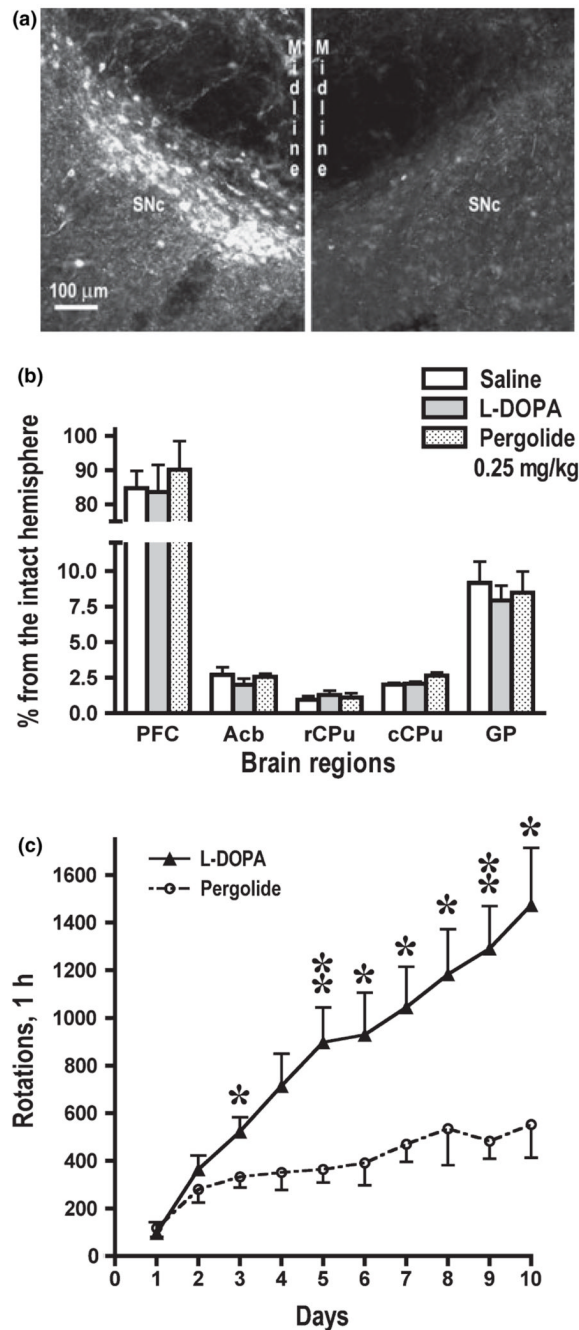 (a)
Midline
Midline
SNc
SNc
100 μm
(b)
Saline
L-DOPA
Pergolide
0.25 mg/kg
% from the intact hemisphere
100
90
80
10.0
7.5
5.0
2.5
0.0
PFC Acb rCPu cCPu GP
Brain regions
(c)
L-DOPA
Pergolide
Rotations, 1 h
1600
1400
1200
1000
800
600
400
200
0
* ** * * * ** *
0 1 2 3 4 5 6 7 8 9 10
Days